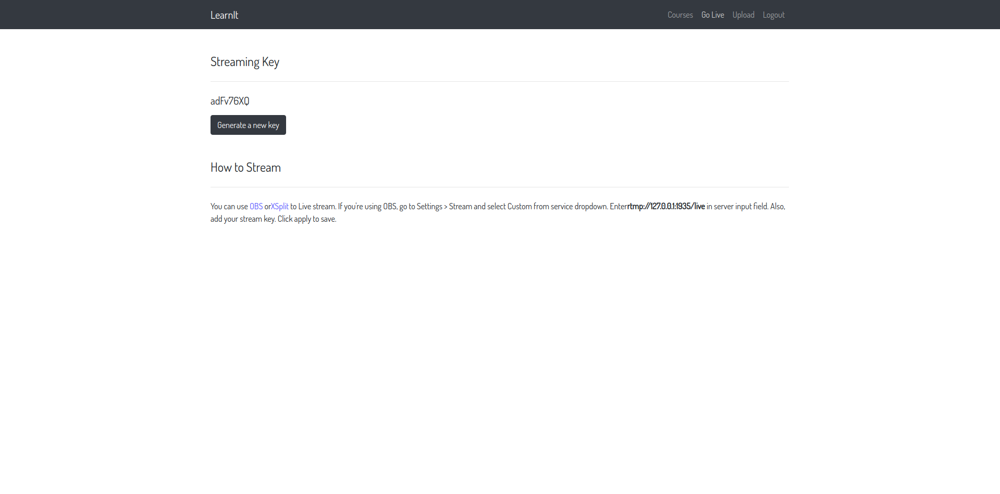 LearnIt Courses Go Live Upload Logout
Streaming Key
adFv76XQ
Generate a new key
How to Stream
You can use OBS orXSplit to Live stream. If you're using OBS, go to Settings > Stream and select Custom from service dropdown. Enterrtmp://127.0.0.1:1935/live in server input field. Also,
add your stream key. Click apply to save.